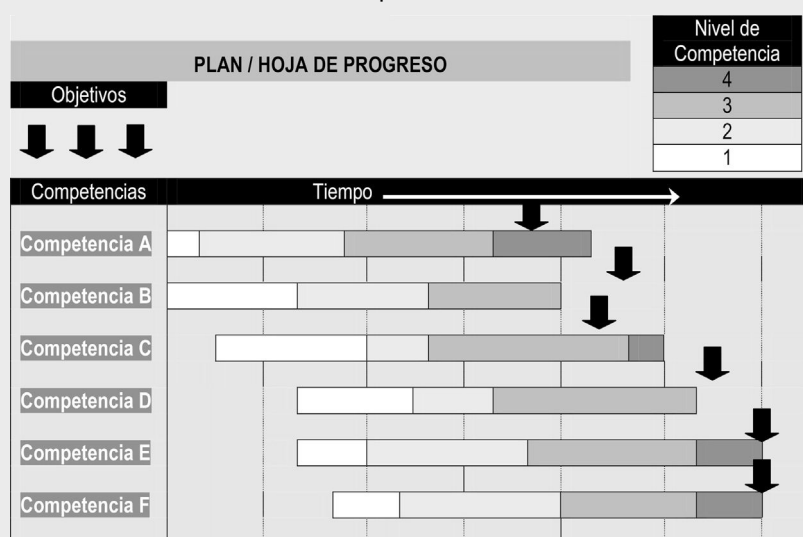 Nivel de
Competencia
PLAN / HOJA DE PROGRESO
4
Objetivos
3
2
1
Competencias
Tiempo
Competencia A
Competencia B
Competencia C
Competencia D
Competencia E
Competencia F